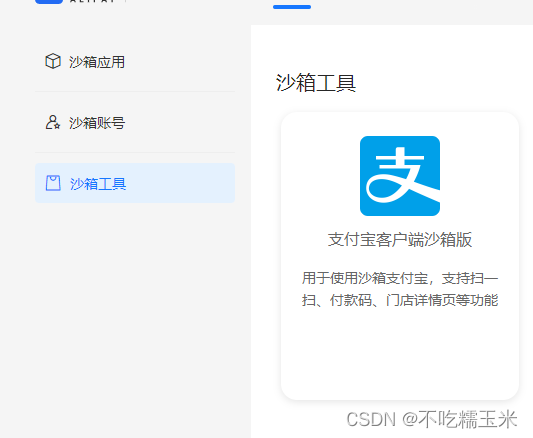 沙箱应用
沙箱账号
沙箱工具
沙箱工具
支付宝客户端沙箱版
用于使用沙箱支付宝，支持扫一
扫、付款码、门店详情页等功能
CSDN @不吃糯玉米